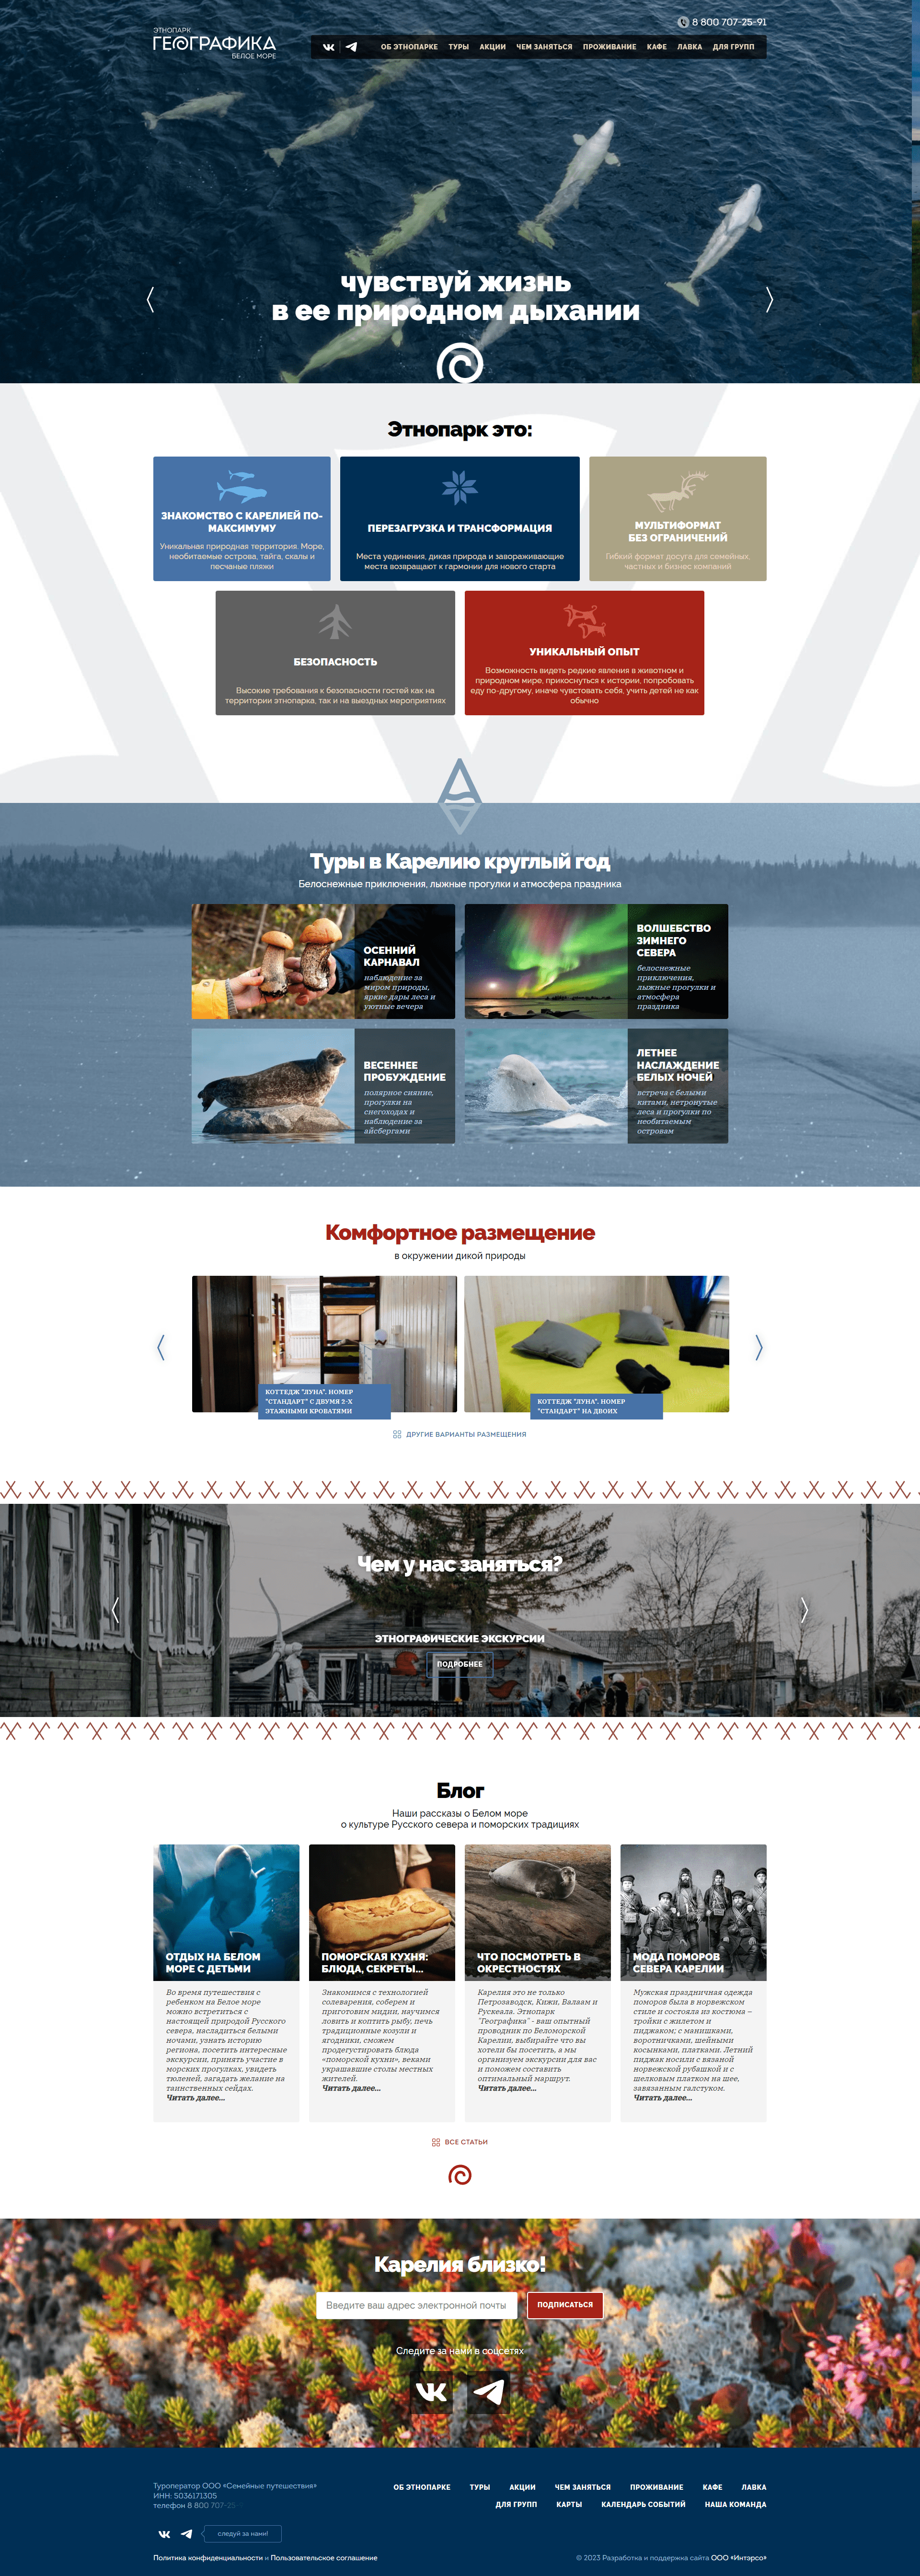 ЭТНОПАРК
ГЕОГРАФИКА
БЕЛОЕ МОРЕ
8 800 707-25-91
ОБ ЭТНОПАРКЕ ТУРЫ АКЦИИ ЧЕМ ЗАНЯТЬСЯ ПРОЖИВАНИЕ КАФЕ ЛАВКА ДЛЯ ГРУПП
чувствуй жизнь
в ее природном дыхании
Этнопарк это:
ЗНАКОМСТВО С КАРЕЛИЕЙ ПО-
МАКСИМУМУ
Уникальная природная территория. Море,
необитаемые острова, тайга, скалы и
песчаные пляжи
ПЕРЕЗАГРУЗКА И ТРАНСФОРМАЦИЯ
Места уединения, дикая природа и завораживающие
места возвращают к гармонии для нового старта
МУЛЬТИФОРМАТ
БЕЗ ОГРАНИЧЕНИЙ
Гибкий формат досуга для семейных,
частных и бизнес компаний
БЕЗОПАСНОСТЬ
Высокие требования к безопасности гостей как на
территории этнопарка, так и на выездных мероприятиях
УНИКАЛЬНЫЙ ОПЫТ
Возможность видеть редкие явления в животном и
природном мире, прикоснуться к истории, попробовать
еду по-другому, иначе чувствовать себя, учить детей не как
обычно
Туры в Карелию круглый год
Белоснежные приключения, лыжные прогулки и атмосфера праздника
ОСЕННИЙ
КАРНАВАЛ
наблюдение за
миром природы,
яркие дары леса и
уютные вечера
ВОЛШЕБСТВО
ЗИМНЕГО
СЕВЕРА
белоснежные
приключения,
лыжные прогулки и
атмосфера
праздника
ВЕСЕННЕЕ
ПРОБУЖДЕНИЕ
полярное сияние,
прогулки на
снегоходах и
наблюдение за
айсбергами
ЛЕТНЕЕ
НАСЛАЖДЕНИЕ
БЕЛЫХ НОЧЕЙ
встреча с белыми
китами, нетронутые
леса и прогулки по
необитаемым
островам
Комфортное размещение
в окружении дикой природы
КОТТЕДЖ "ЛУНА". НОМЕР
"СТАНДАРТ" С ДВУМЯ 2-Х
ЭТАЖНЫМИ КРОВАТЯМИ
КОТТЕДЖ "ЛУНА". НОМЕР
"СТАНДАРТ" НА ДВОИХ
ДРУГИЕ ВАРИАНТЫ РАЗМЕЩЕНИЯ
Чем у нас заняться?
ЭТНОГРАФИЧЕСКИЕ ЭКСКУРСИИ
ПОДРОБНЕЕ
Блог
Наши рассказы о Белом море
о культуре Русского севера и поморских традициях
ОТДЫХ НА БЕЛОМ
МОРЕ С ДЕТЬМИ
Во время путешествия с
ребенком на Белое море
можно встретиться с
настоящей природой Русского
севера, насладиться белыми
ночами, узнать историю
региона, посетить интересные
экскурсии, принять участие в
морских прогулках, увидеть
тюленей, загадать желание на
таинственных сейдах.
Читать далее...
ПОМОРСКАЯ КУХНЯ:
БЛЮДА, СЕКРЕТЫ...
Знакомимся с технологией
солеварения, соберем и
приготовим мидии, научимся
ловить и коптить рыбу, печь
традиционные козули и
ягодники, сможем
продегустировать блюда
«поморской кухни», веками
украшавшие столы местных
жителей.
Читать далее...
ЧТО ПОСМОТРЕТЬ В
ОКРЕСТНОСТЯХ
Карелия это не только
Петрозаводск, Кижи, Валаам и
Рускеала. Этнопарк
"Географика" - ваш опытный
проводник по Беломорской
Карелии, выбирайте что вы
хотели бы посетить, а мы
организуем экскурсии для вас
и поможем составить
оптимальный маршрут.
Читать далее...
МОДА ПОМОРОВ
СЕВЕРА КАРЕЛИИ
Мужская праздничная одежда
поморов была в норвежском
стиле и состояла из костюма –
тройки с жилетом и
пиджаком; с манишками,
воротничками, шейными
косынками, платками. Летний
пиджак носили с вязаной
норвежской рубашкой и с
шелковым платком на шее,
завязанным галстуком.
Читать далее...
ВСЕ СТАТЬИ
Карелия близко!
Введите ваш адрес электронной почты
ПОДПИСАТЬСЯ
Следите за нами в соцсетях
Туроператор ООО «Семейные путешествия»
ИНН: 5036171305
телефон 8 800 707-25-
ОБ ЭТНОПАРКЕ ТУРЫ АКЦИИ ЧЕМ ЗАНЯТЬСЯ ПРОЖИВАНИЕ КАФЕ ЛАВКА
ДЛЯ ГРУПП КАРТЫ КАЛЕНДАРЬ СОБЫТИЙ НАША КОМАНДА
следуй за нами!
Политика конфиденциальности и Пользовательское соглашение
© 2023 Разработка и поддержка сайта ООО «Интэрсо»